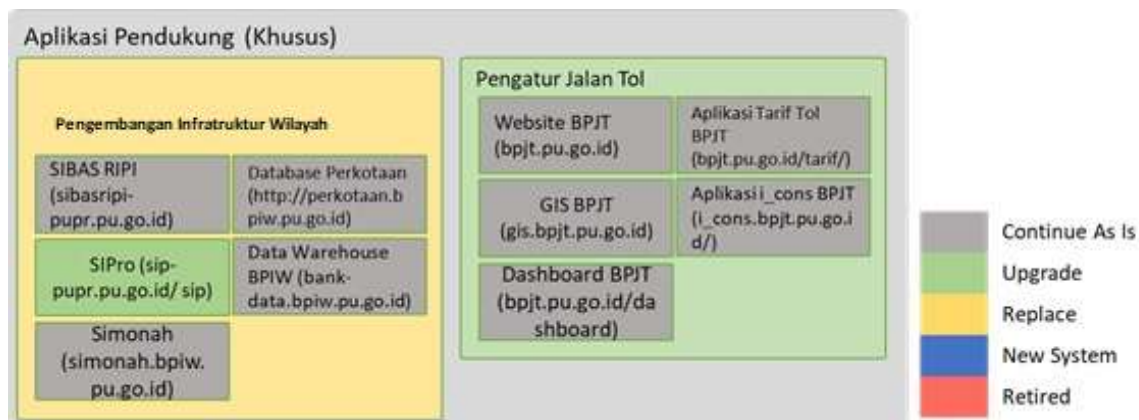 Aplikasi Pendukung (Khusus)
Pengembangan Infratruktur Wilayah
SIBAS RIPI
(sibasripi-
pupr.pu.go.id)
Database Perkotaan
(http://perkotaan.b
piw.pu.go.id)
SIPro (sip-
pupr.pu.go.id/ sip)
Data Warehouse
BPIW (bank-
data.bpiw.pu.go.id)
Simonah
(simonah.bpiw.
pu.go.id)
Pengatur Jalan Tol
Website BPJT
(bpjt.pu.go.id)
Aplikasi Tarif Tol
BPJT
(bpjt.pu.go.id/tarif/)
GIS BPJT
(gis.bpjt.pu.go.id)
Aplikasi i_cons BPJT
(i_cons.bpjt.pu.go.i
d/)
Dashboard BPJT
(bpjt.pu.go.id/da
shboard)
Continue As Is
Upgrade
Replace
New System
Retired